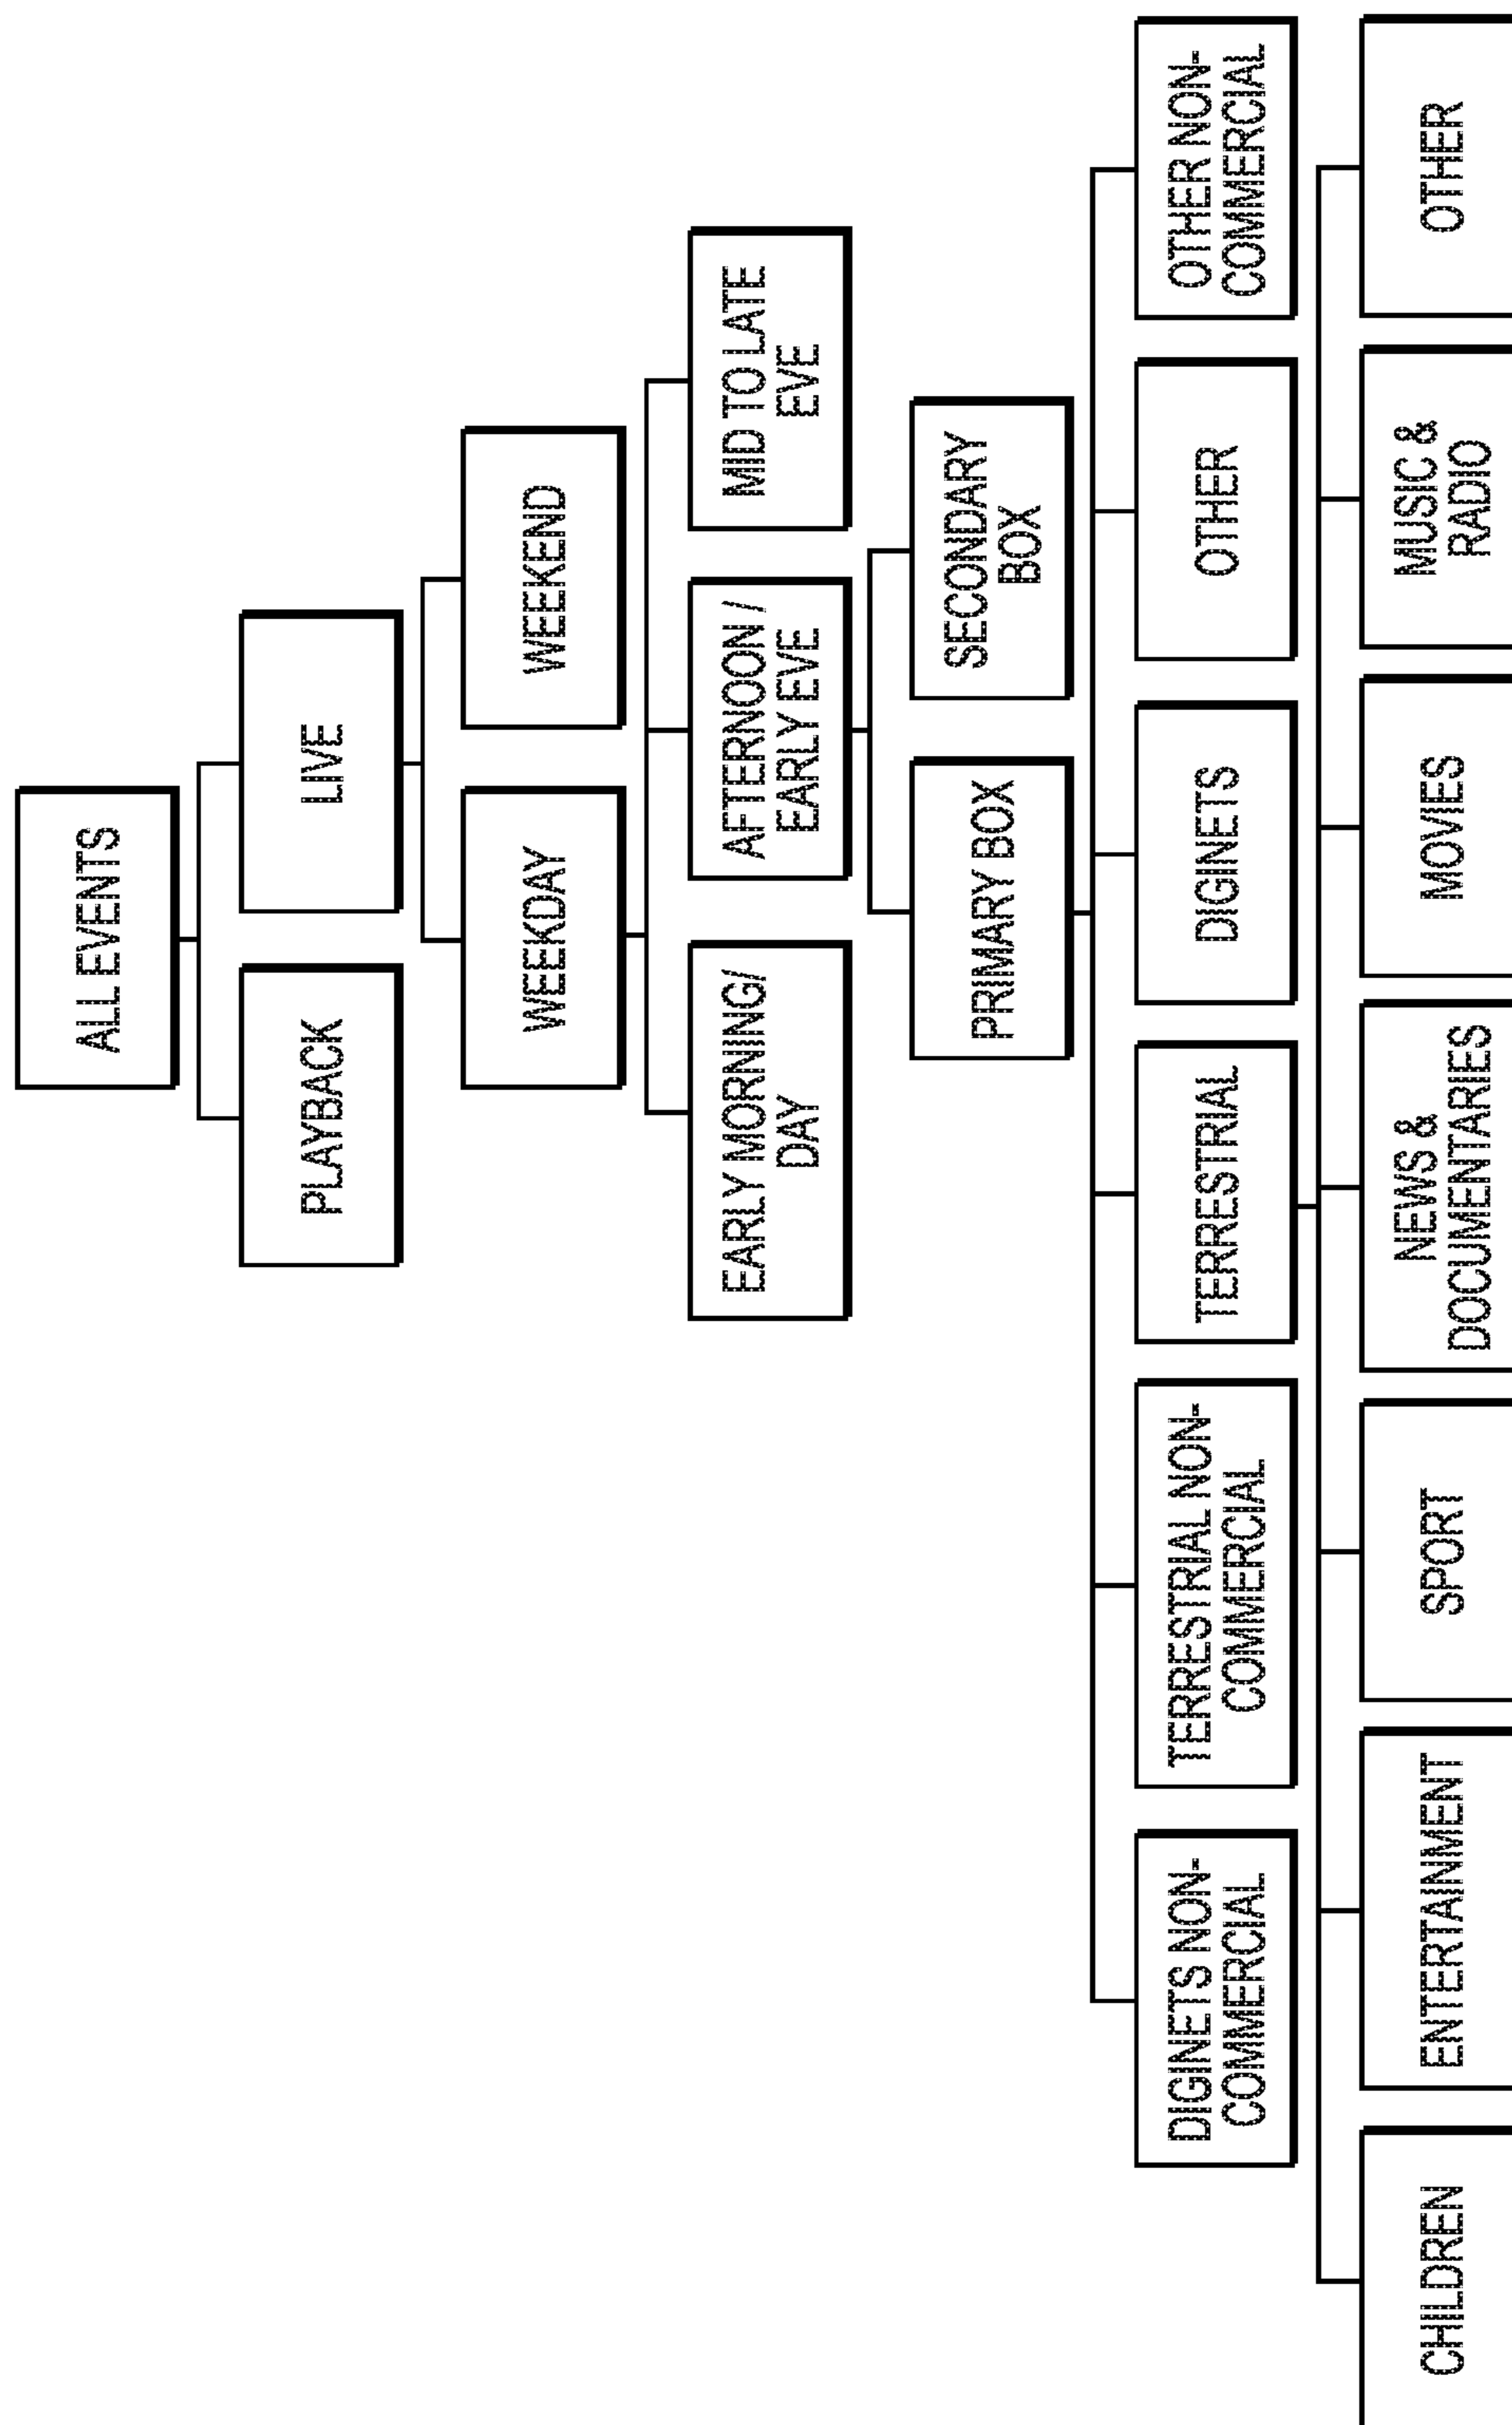 ALL EVENTS
PLAYBACK
LIVE
WEEKDAY
WEEKEND
EARLY MORNING/
DAY
AFTERNOON /
EARLY EVE
MID TO LATE
EVE
PRIMARY BOX
SECONDARY
BOX
DIGINETS NON-
COMMERCIAL
TERRESTRIAL NON-
COMMERCIAL
TERRESTRIAL
DIGINETS
OTHER
OTHER NON-
COMMERCIAL
CHILDREN
ENTERTAINMENT
SPORT
NEWS &
DOCUMENTARIES
MOVIES
MUSIC &
RADIO
OTHER